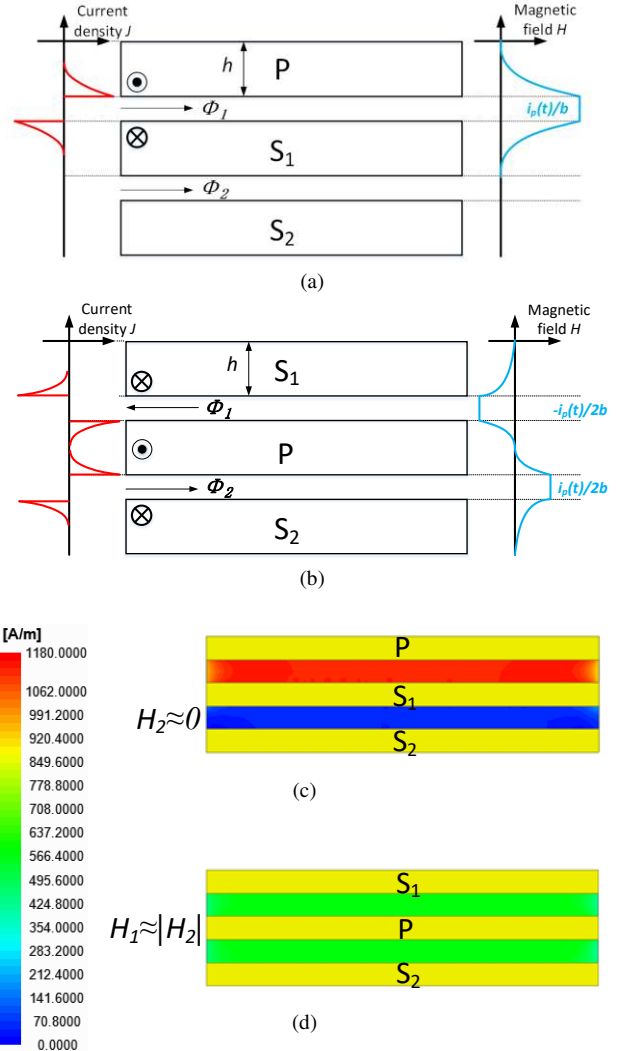 Current
density J
Magnetic
field H
h
P
Φ1
ip(t)/b
S1
Φ2
S2
(a)
Current
density J
Magnetic
field H
h
S1
Φ1
-ip(t)/2b
P
Φ2
ip(t)/2b
S2
(b)
[A/m]
1180.0000
1062.0000
991.2000
920.4000
849.6000
778.8000
708.0000
637.2000
566.4000
495.6000
424.8000
354.0000
283.2000
212.4000
141.6000
70.8000
0.0000
P
S1
H2≈0
S2
(c)
S1
H1≈|H2|
P
S2
(d)